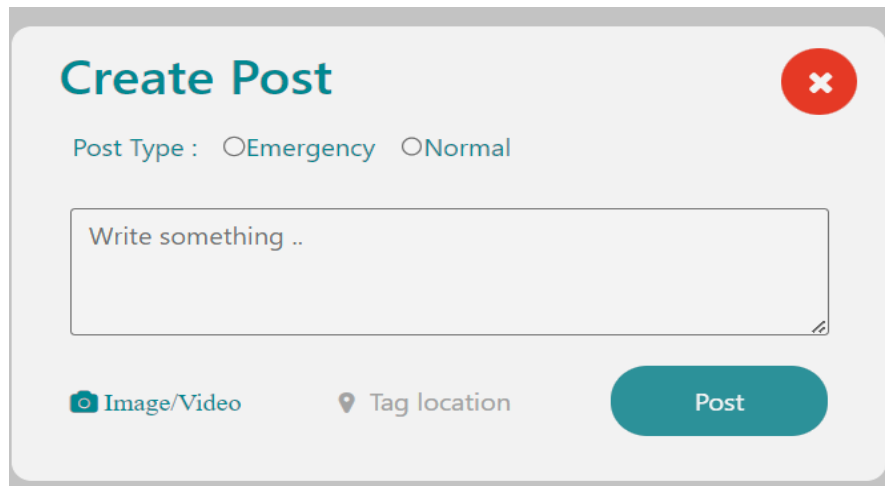 Create Post
Post Type : Emergency Normal
Write something ..
Image/Video Tag location Post